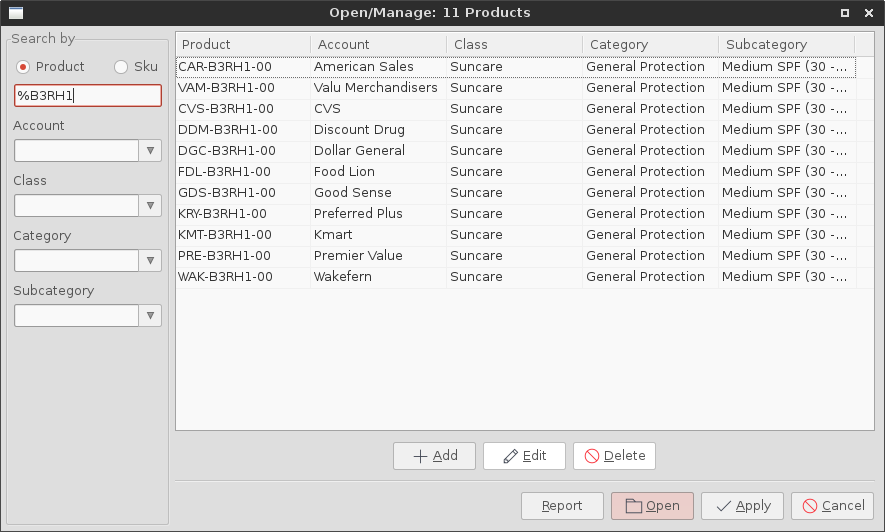 Open/Manage: 11 Products
Search by
Product Sku
%B3RH1
Account
Class
Category
Subcategory
Product Account Class Category Subcategory
CAR-B3RH1-00 American Sales Suncare General Protection Medium SPF (30 -...
VAM-B3RH1-00 Valu Merchandisers Suncare General Protection Medium SPF (30 -...
CVS-B3RH1-00 CVS Suncare General Protection Medium SPF (30 -...
DDM-B3RH1-00 Discount Drug Suncare General Protection Medium SPF (30 -...
DGC-B3RH1-00 Dollar General Suncare General Protection Medium SPF (30 -...
FDL-B3RH1-00 Food Lion Suncare General Protection Medium SPF (30 -...
GDS-B3RH1-00 Good Sense Suncare General Protection Medium SPF (30 -...
KRY-B3RH1-00 Preferred Plus Suncare General Protection Medium SPF (30 -...
KMT-B3RH1-00 Kmart Suncare General Protection Medium SPF (30 -...
PRE-B3RH1-00 Premier Value Suncare General Protection Medium SPF (30 -...
WAK-B3RH1-00 Wakefern Suncare General Protection Medium SPF (30 -...
Add Edit Delete
Report Open Apply Cancel